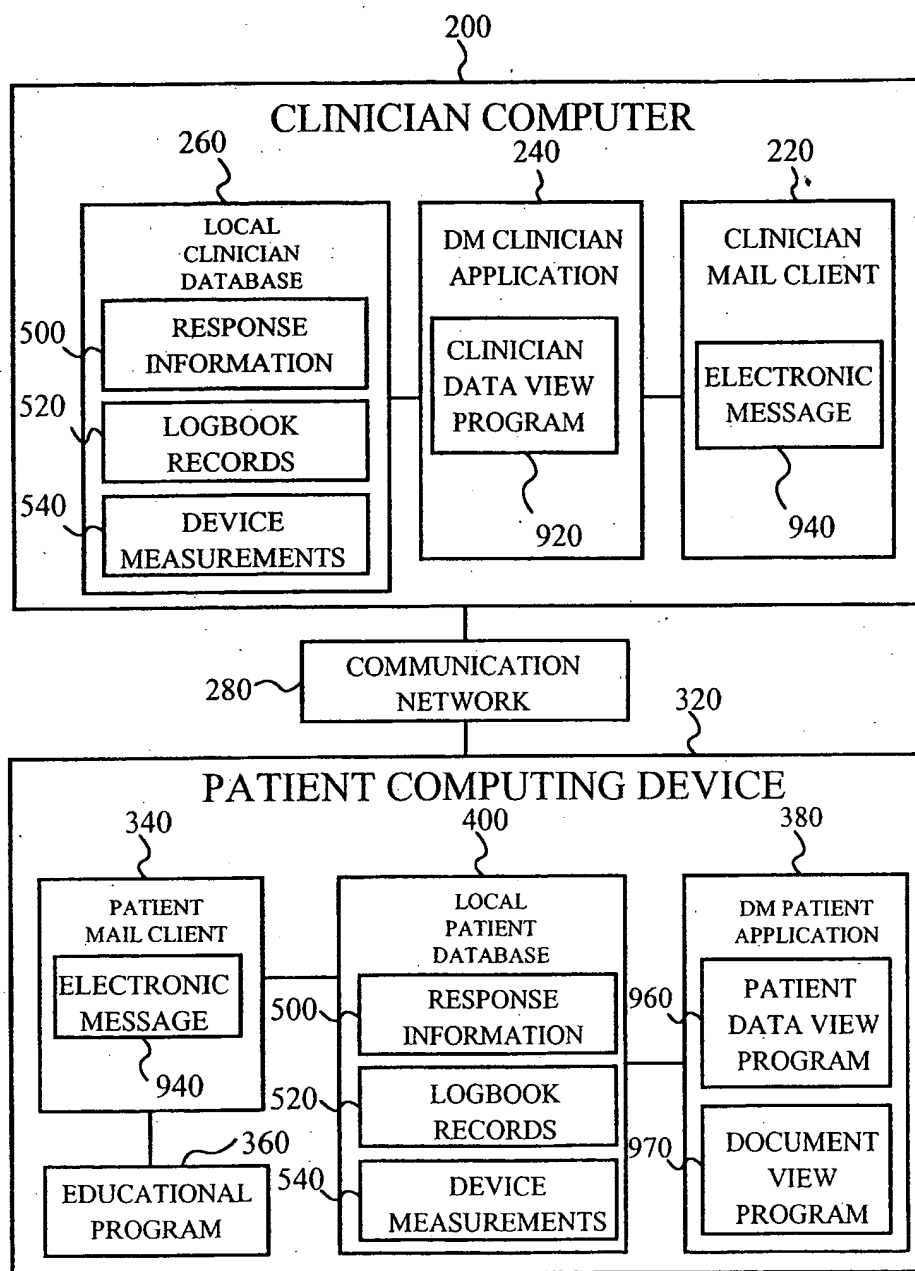 200
CLINICIAN COMPUTER
260
240
220
LOCAL
CLINICIAN
DATABASE
500
RESPONSE
INFORMATION
520
LOGBOOK
RECORDS
540
DEVICE
MEASUREMENTS
DM CLINICIAN
APPLICATION
CLINICIAN
DATA VIEW
PROGRAM
920
CLINICIAN
MAIL CLIENT
ELECTRONIC
MESSAGE
940
COMMUNICATION
NETWORK
280
320
PATIENT COMPUTING DEVICE
340
400
380
PATIENT
MAIL CLIENT
ELECTRONIC
MESSAGE
940
360
EDUCATIONAL
PROGRAM
LOCAL
PATIENT
DATABASE
500
RESPONSE
INFORMATION
520
LOGBOOK
RECORDS
540
DEVICE
MEASUREMENTS
DM PATIENT
APPLICATION
960
PATIENT
DATA VIEW
PROGRAM
970
DOCUMENT
VIEW
PROGRAM